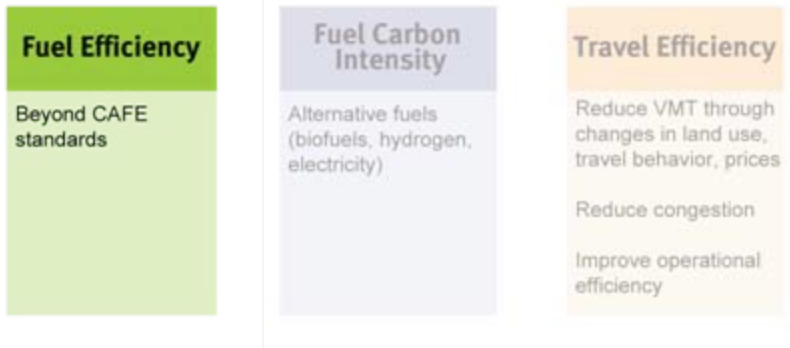 Fuel Efficiency
Beyond CAFE
standards
Fuel Carbon
Intensity
Alternative fuels
(biofuels, hydrogen,
electricity)
Travel Efficiency
Reduce VMT through
changes in land use,
travel behavior, prices
Reduce congestion
Improve operational
efficiency